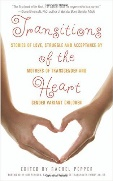 Transitions
STORIES OF LOVE, STRUGGLE AND ACCEPTANCE BY
of the
MOTHERS OF TRANSGENDER AND
Heart
GENDER VARIANT CHILDREN
EDITED BY RACHEL PEPPER